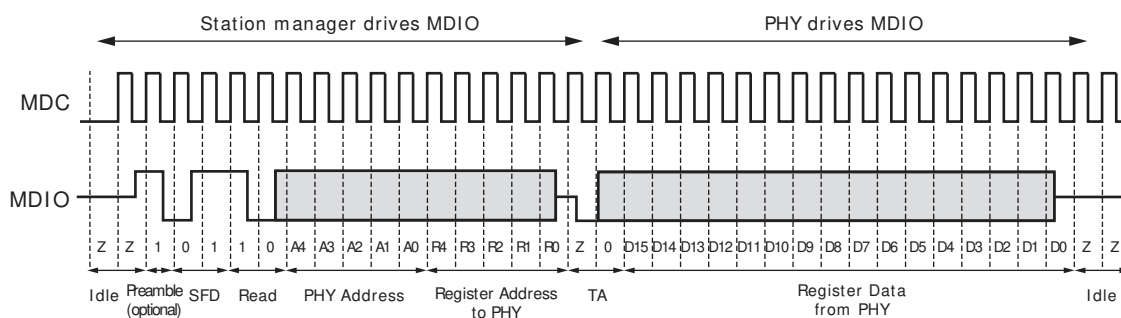 Station manager drives MDIO PHY drives MDIO
MDC
MDIO
Z Z 1 0 1 1 0 A4 A3 A2 A1 A0 R4 R3 R2 R1 R0 Z 0 D15 D14 D13 D12 D11 D10 D9 D8 D7 D6 D5 D4 D3 D2 D1 D0 Z Z
Idle Preamble SFD Read PHY Address Register Address TA Register Data Idle
(optional) to PHY from PHY